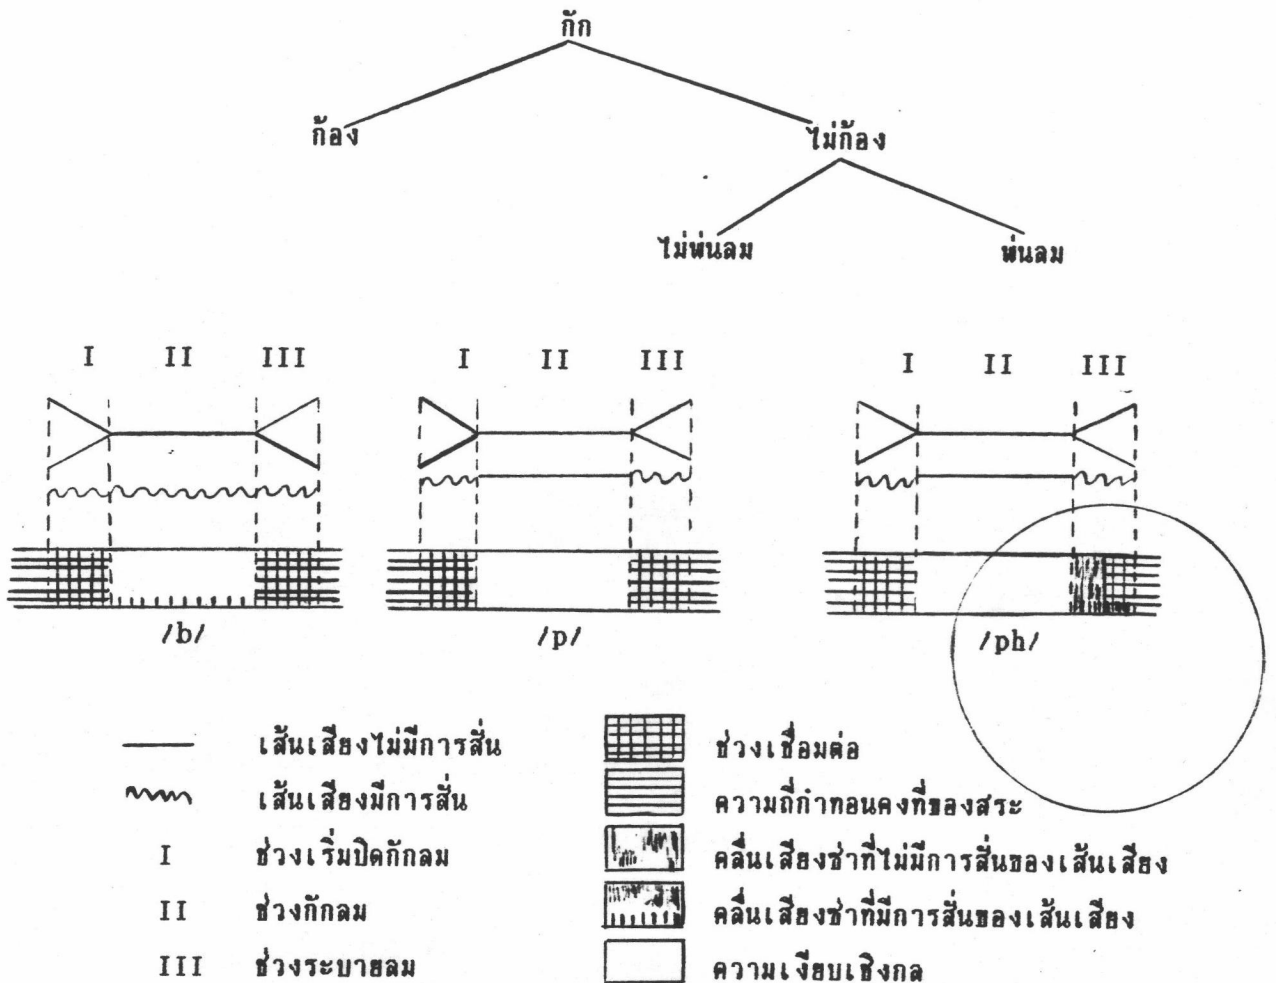 กัก
ก้อง ไม่ก้อง
ไม่พ่นลม พ่นลม
I II III I II III I II III
/b/ /p/ /ph/
เส้นเสียงไม่มีการสั่น
เส้นเสียงมีการสั่น
I ช่วงเริ่มปิดกักลม
II ช่วงกักลม
III ช่วงระบายลม
ช่วงเชื่อมต่อ
ความถี่กำทอนคงที่ของสระ
คลื่นเสียงซ่าที่ไม่มีการสั่นของเส้นเสียง
คลื่นเสียงซ่าที่มีการสั่นของเส้นเสียง
ความเงียบเชิงกล